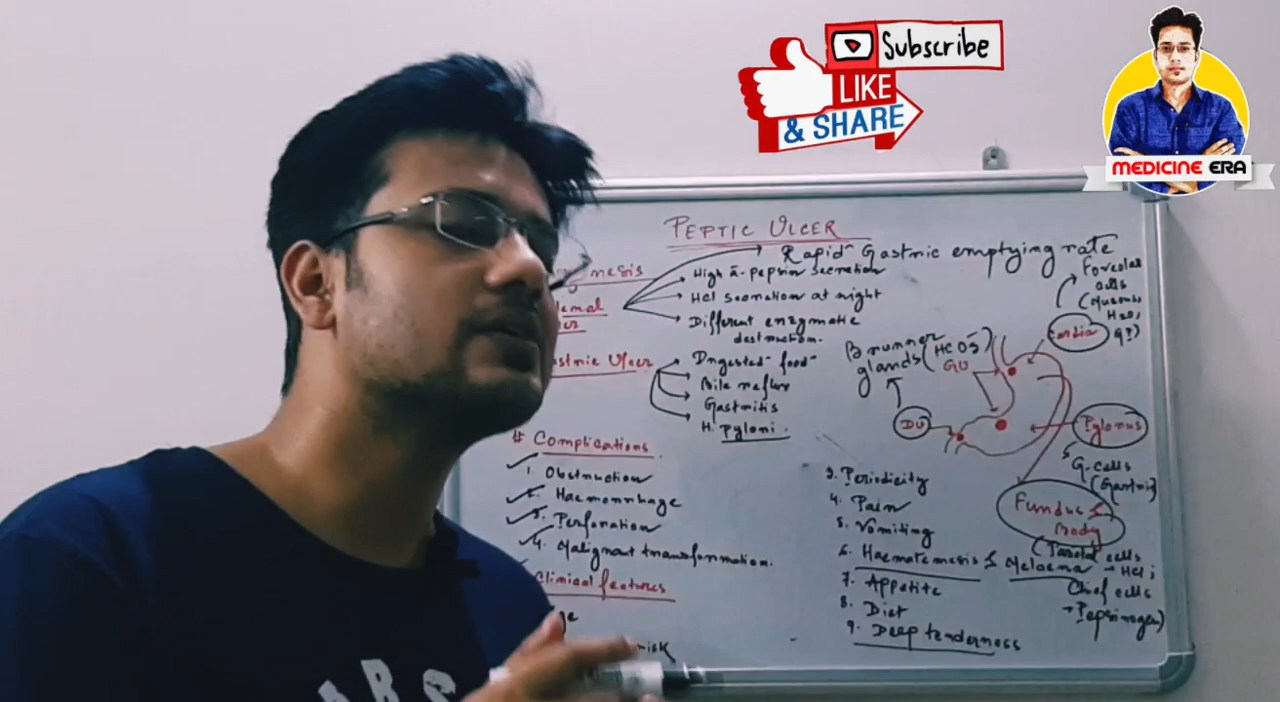 Subscribe
LIKE
& SHARE
MEDICINE ERA
PEPTIC ULCER
Rapid Gastric emptying rate
High a-pepsin secretion
HCl secretion at night
Different enzymatic
destruction.
Gastric Ulcer
Ingested food
Bile reflux
Gastritis
H. Pylori.
# Complications
1. Obstruction
2. Haemorrhage
3. Perforation
4. Malignant transformation.
Clinical features
Brunner
glands (HCO3-)
GU
DU
Foveolar
cells
(Mucous
H2O,
Cardia
Pylorus
G-cells
(Gastrin)
Fundus &
Body
(Parietal cells
→ HCl;
Chief cells
→ Pepsinogen)
3. Periodicity
4. Pain
5. Vomiting
6. Haematemesis & Melaena
7. Appetite
8. Diet
9. Deep tenderness